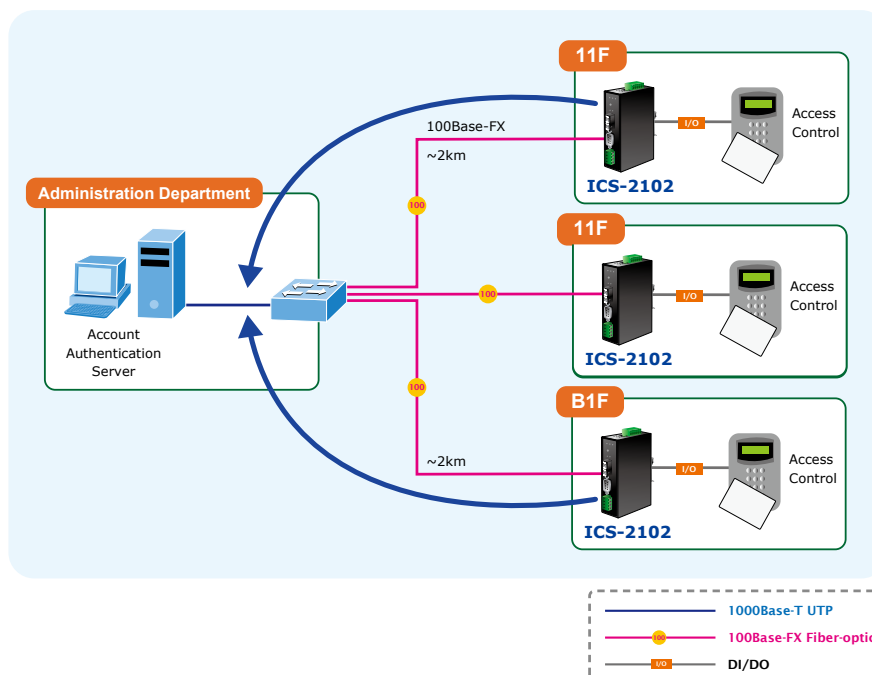 11F
100Base-FX
~2km
I/O
Access
Control
ICS-2102
100
Administration Department
Account
Authentication
Server
11F
100
I/O
Access
Control
ICS-2102
100
B1F
~2km
I/O
Access
Control
ICS-2102
1000Base-T UTP
100
100Base-FX Fiber-optic
I/O
DI/DO